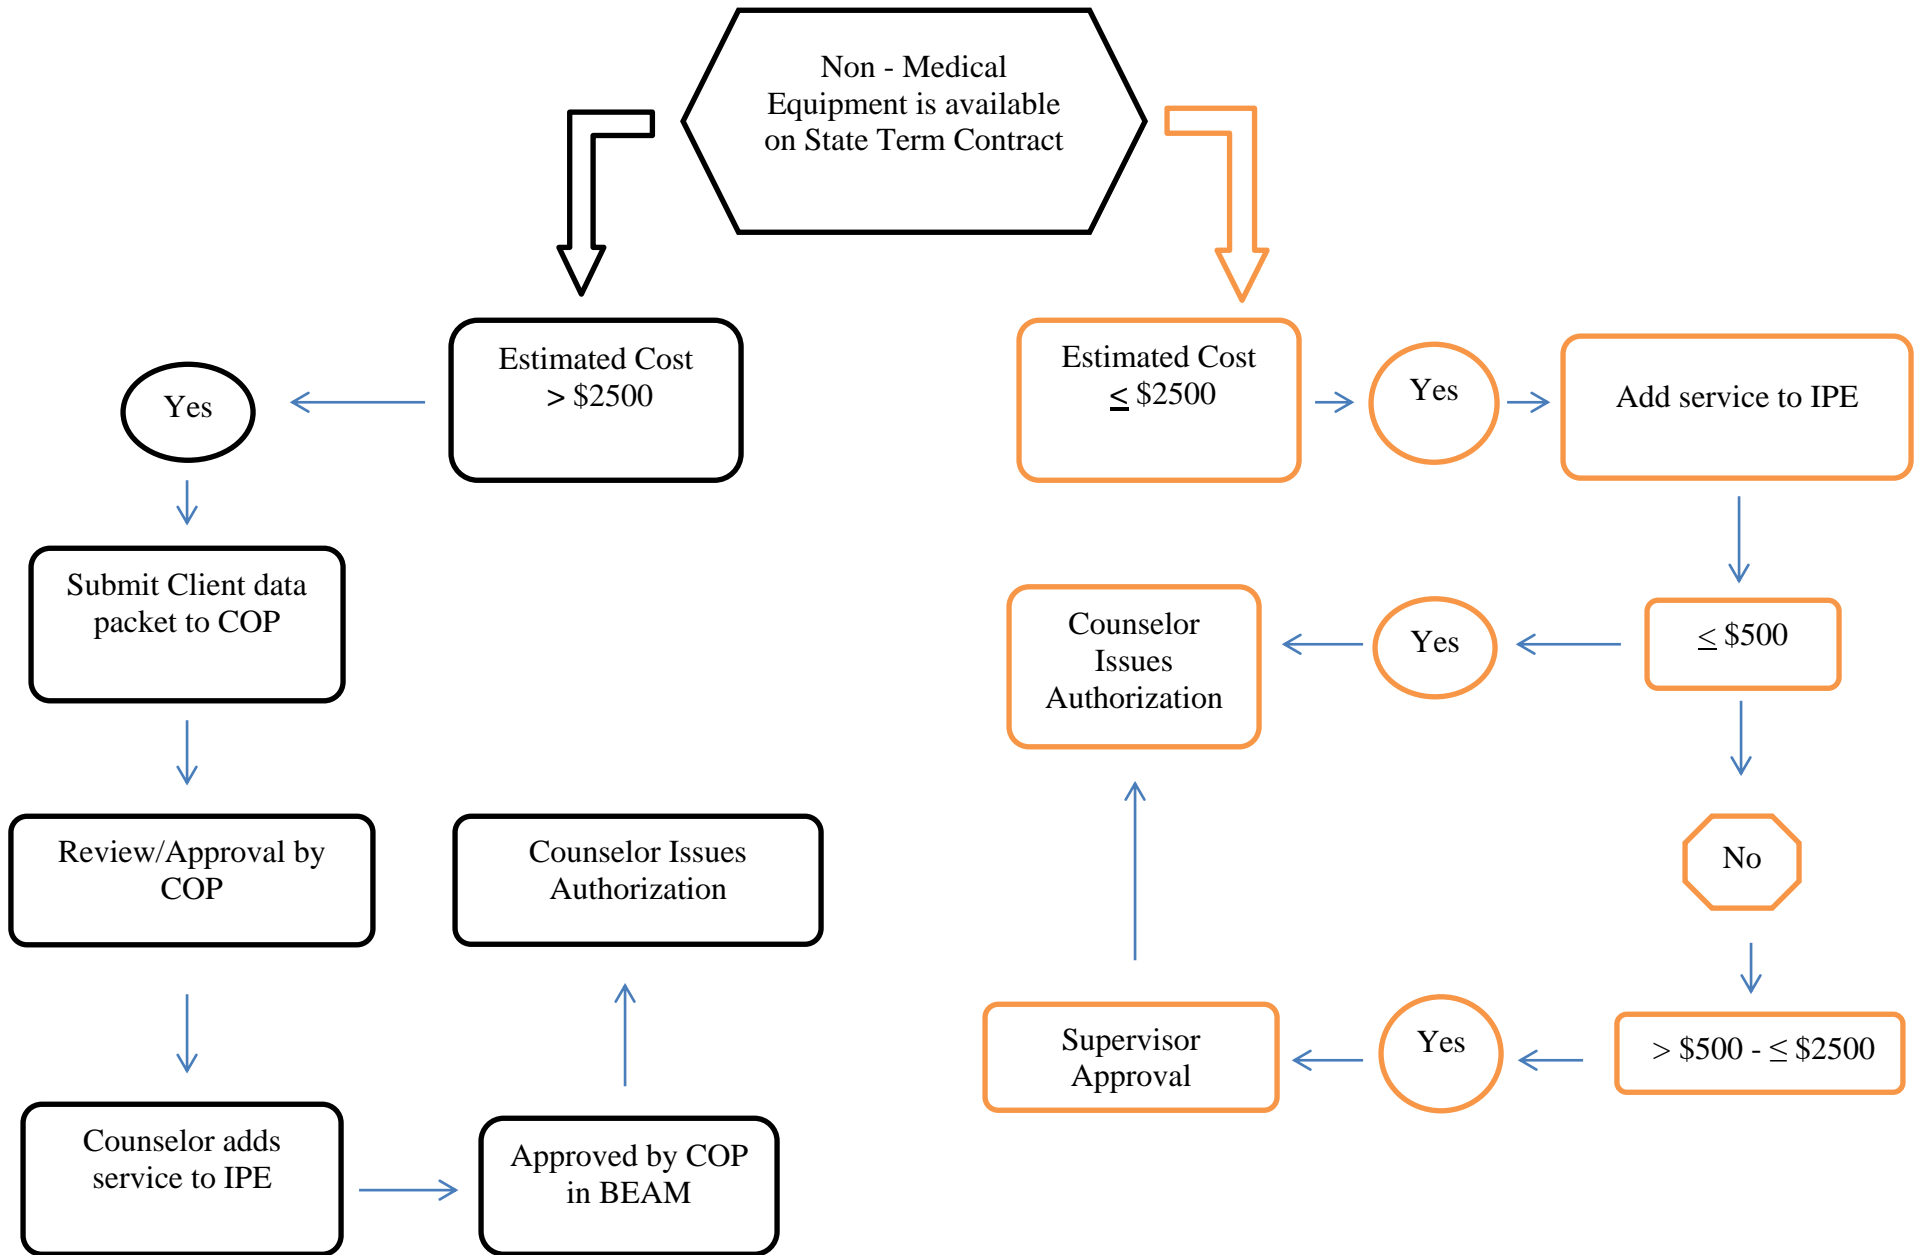 Non - Medical
Equipment is available
on State Term Contract
Estimated Cost
> $2500
Yes
Submit Client data
packet to COP
Review/Approval by
COP
Counselor adds
service to IPE
Approved by COP
in BEAM
Counselor Issues
Authorization
Estimated Cost
≤ $2500
Yes
Add service to IPE
≤ $500
Yes
Counselor
Issues
Authorization
No
> $500 - ≤ $2500
Yes
Supervisor
Approval